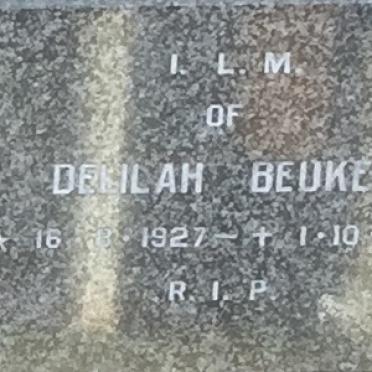 I. L. M.
OF
DELILAH BEUKE
* 16 · 8 · 1927 — + 1 · 10
R. I. P.